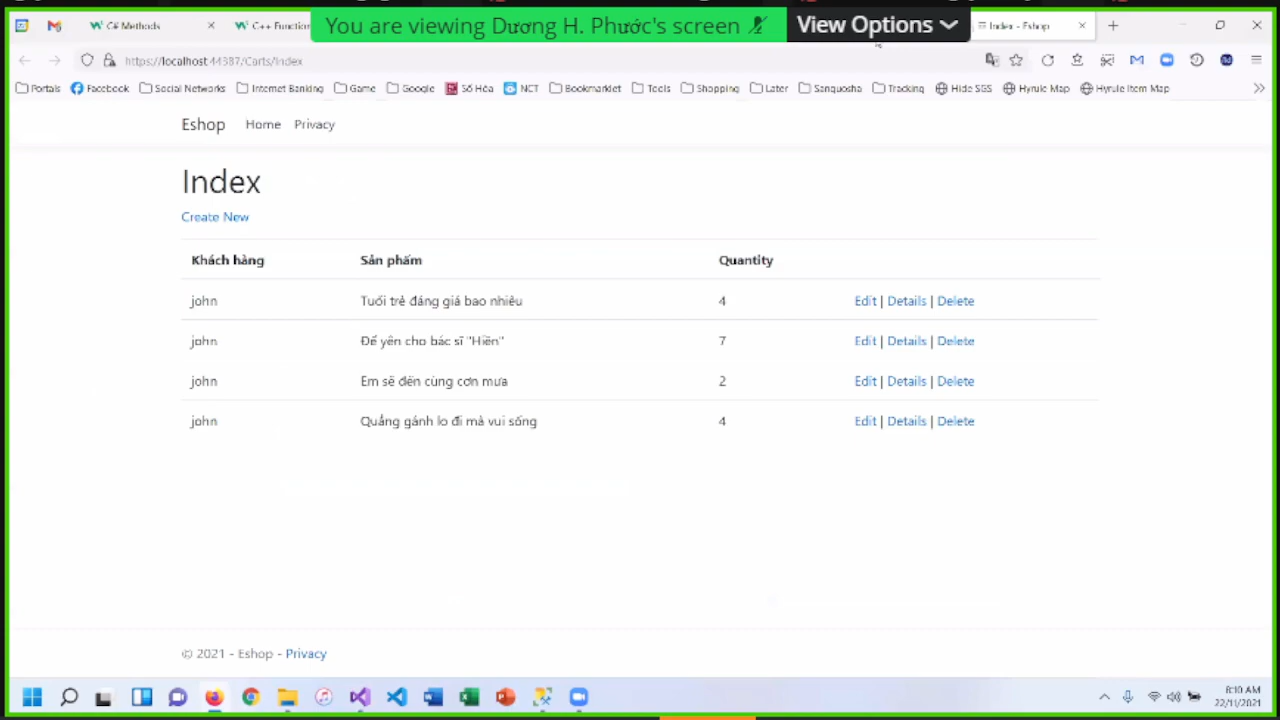 C# Methods
C++ Function
You are viewing Dương H. Phước's screen
View Options
Index - Eshop
https://localhost:44387/Carts/Index
Portals
Facebook
Social Networks
Internet Banking
Game
Google
Số Hóa
NCT
Bookmarklet
Tools
Shopping
Later
Sanquosha
Tracking
Hide SGS
Hyrule Map
Hyrule Item Map
Eshop Home Privacy
Index
Create New
Khách hàng Sản phẩm Quantity
john Tuổi trẻ đáng giá bao nhiêu 4 Edit | Details | Delete
john Để yên cho bác sĩ "Hiền" 7 Edit | Details | Delete
john Em sẽ đến cùng cơn mưa 2 Edit | Details | Delete
john Quẳng gánh lo đi mà vui sống 4 Edit | Details | Delete
© 2021 - Eshop - Privacy
8:10 AM
22/11/2021